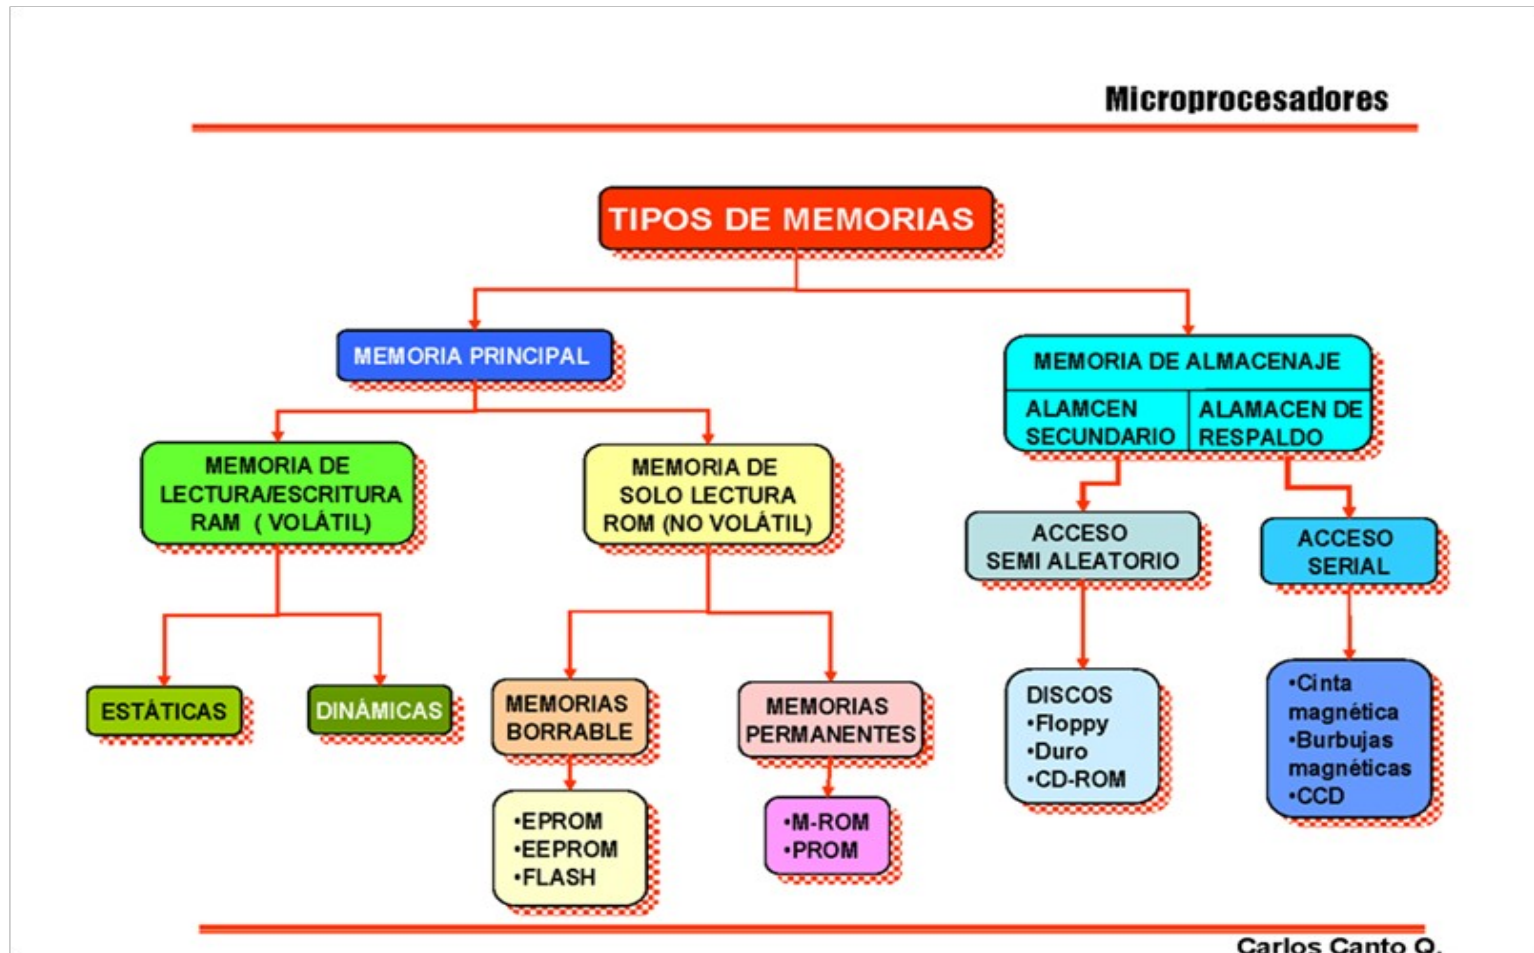 Microprocesadores
TIPOS DE MEMORIAS
MEMORIA PRINCIPAL
MEMORIA DE ALMACENAJE
ALAMCEN
SECUNDARIO
ALAMACEN DE
RESPALDO
MEMORIA DE
LECTURA/ESCRITURA
RAM ( VOLÁTIL)
MEMORIA DE
SOLO LECTURA
ROM (NO VOLÁTIL)
ACCESO
SEMI ALEATORIO
ACCESO
SERIAL
ESTÀTICAS
DINÁMICAS
MEMORIAS
BORRABLE
MEMORIAS
PERMANENTES
DISCOS
•Floppy
•Duro
•CD-ROM
•Cinta
magnética
•Burbujas
magnéticas
•CCD
•EPROM
•EEPROM
•FLASH
•M-ROM
•PROM
Carlos Canto Q.